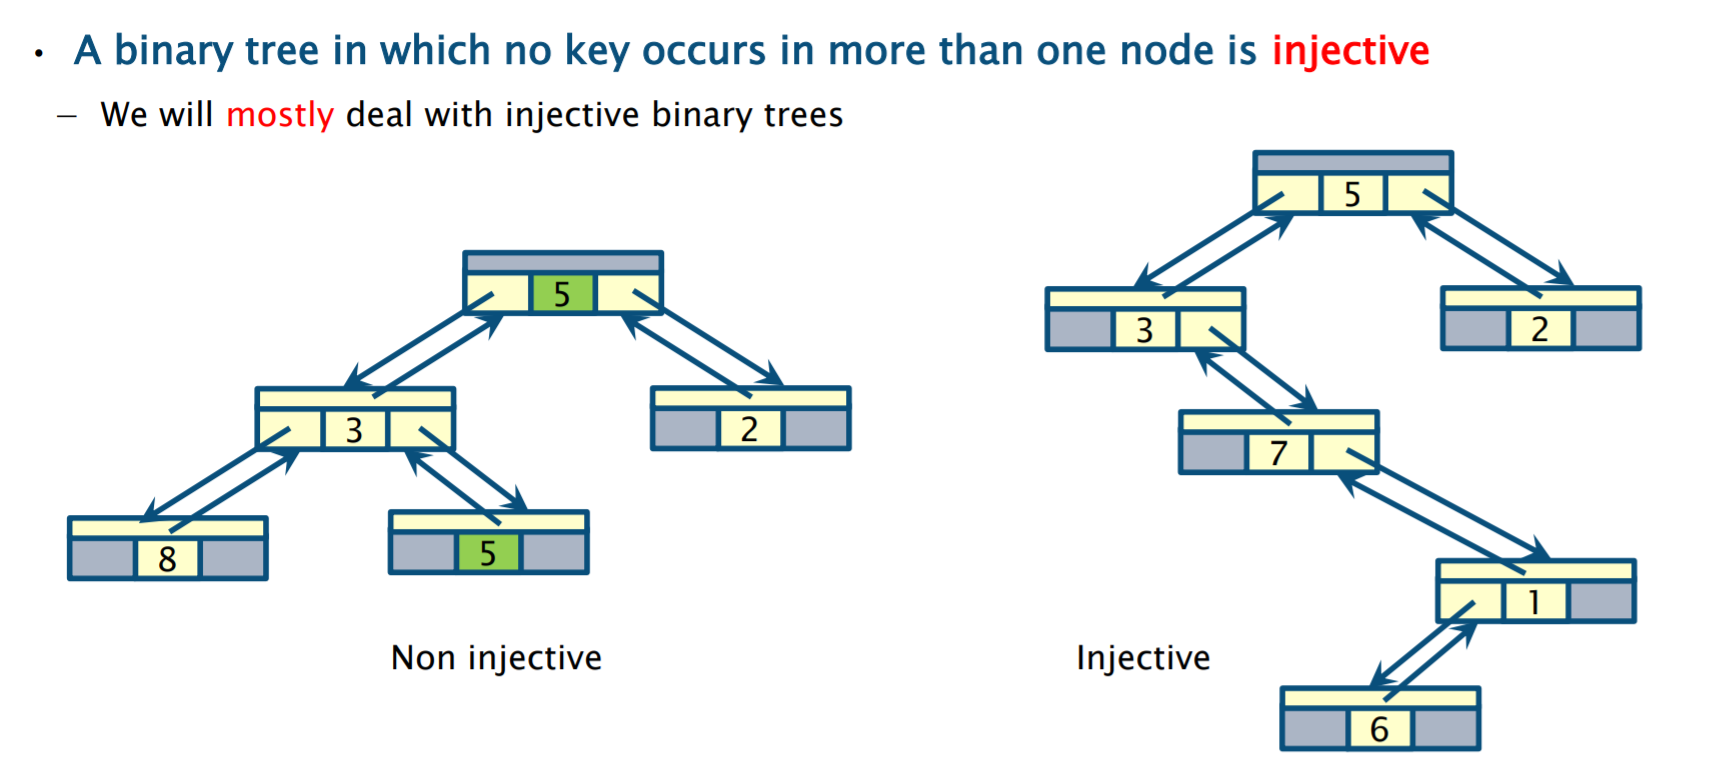 • A binary tree in which no key occurs in more than one node is injective
– We will mostly deal with injective binary trees
5
3
2
8
5
Non injective
5
3
2
7
1
6
Injective